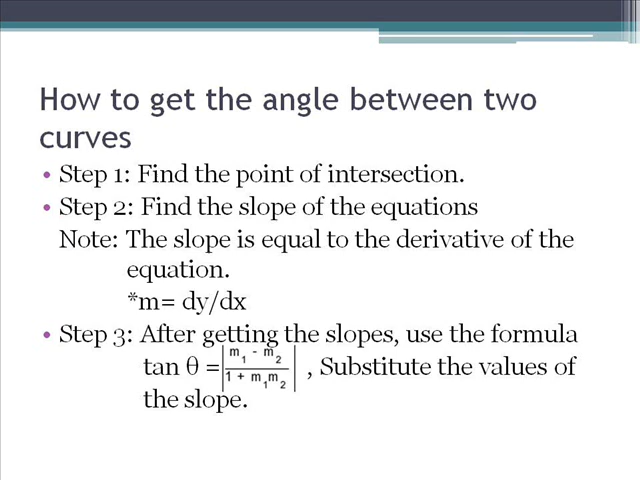 How to get the angle between two
curves
• Step 1: Find the point of intersection.
• Step 2: Find the slope of the equations
Note: The slope is equal to the derivative of the
equation.
*m= dy/dx
• Step 3: After getting the slopes, use the formula
tan θ =|(m₁ - m₂)/(1 + m₁m₂)| , Substitute the values of
the slope.